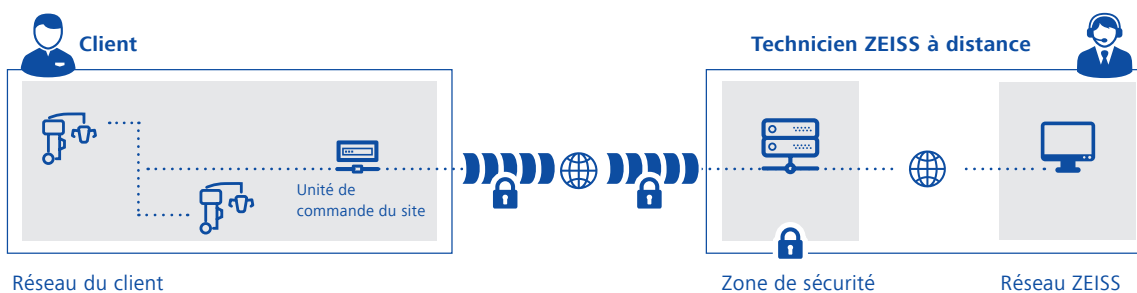 Client
Technicien ZEISS à distance
Unité de
commande du site
Réseau du client
Zone de sécurité
Réseau ZEISS